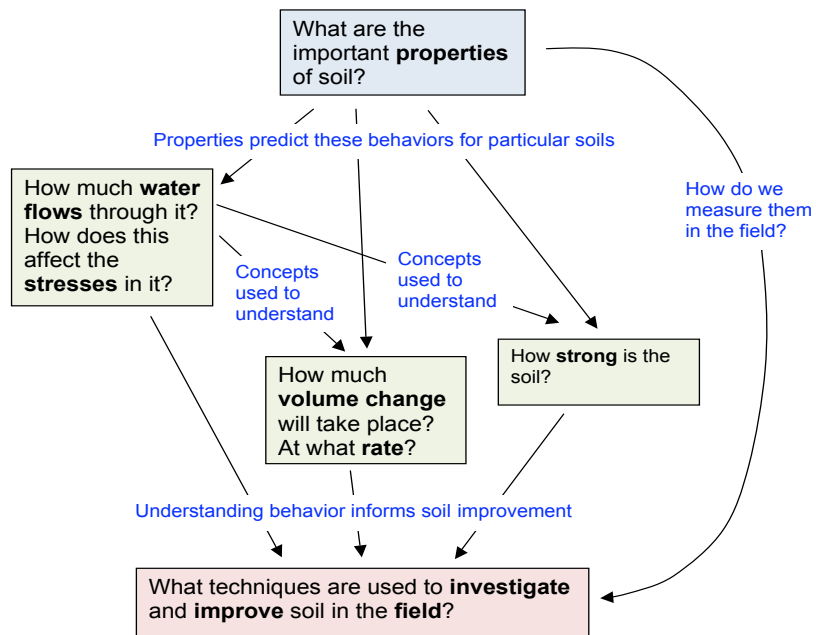 What are the
important properties
of soil?
Properties predict these behaviors for particular soils
How much water
flows through it?
How does this
affect the
stresses in it?
How do we
measure them
in the field?
Concepts
used to
understand
Concepts
used to
understand
How much
volume change
will take place?
At what rate?
How strong is the
soil?
Understanding behavior informs soil improvement
What techniques are used to investigate
and improve soil in the field?